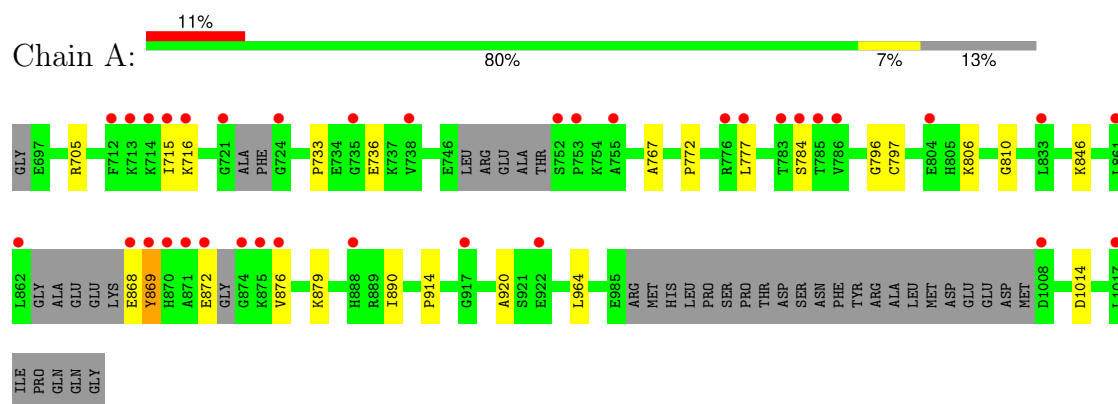 11%
Chain A:
80% 7% 13%
GLY E697 R705 F712 K713 K714 I715 K716 G721 ALA PHE G724 P733 E734 G735 E736 K737 V738 E746 LEU ARG GLU ALA THR S752 P753 K754 A755 A767 P772 R776 L777 T783 S784 T785 V786 G796 C797 E804 H805 K806 G810 L833 K846 L861
L862 GLY ALA GLU GLU LYS E868 Y869 H870 A871 E872 GLY G874 K875 V876 K879 H888 R889 I890 P914 G917 A920 S921 E922 L964 E985 ARG MET HIS LEU PRO SER PRO THR ASP SER ASN PHE TYR ARG ALA LEU MET ASP GLU GLU ASP MET D1008 D1014 L1017
ILE PRO GLN GLN GLY